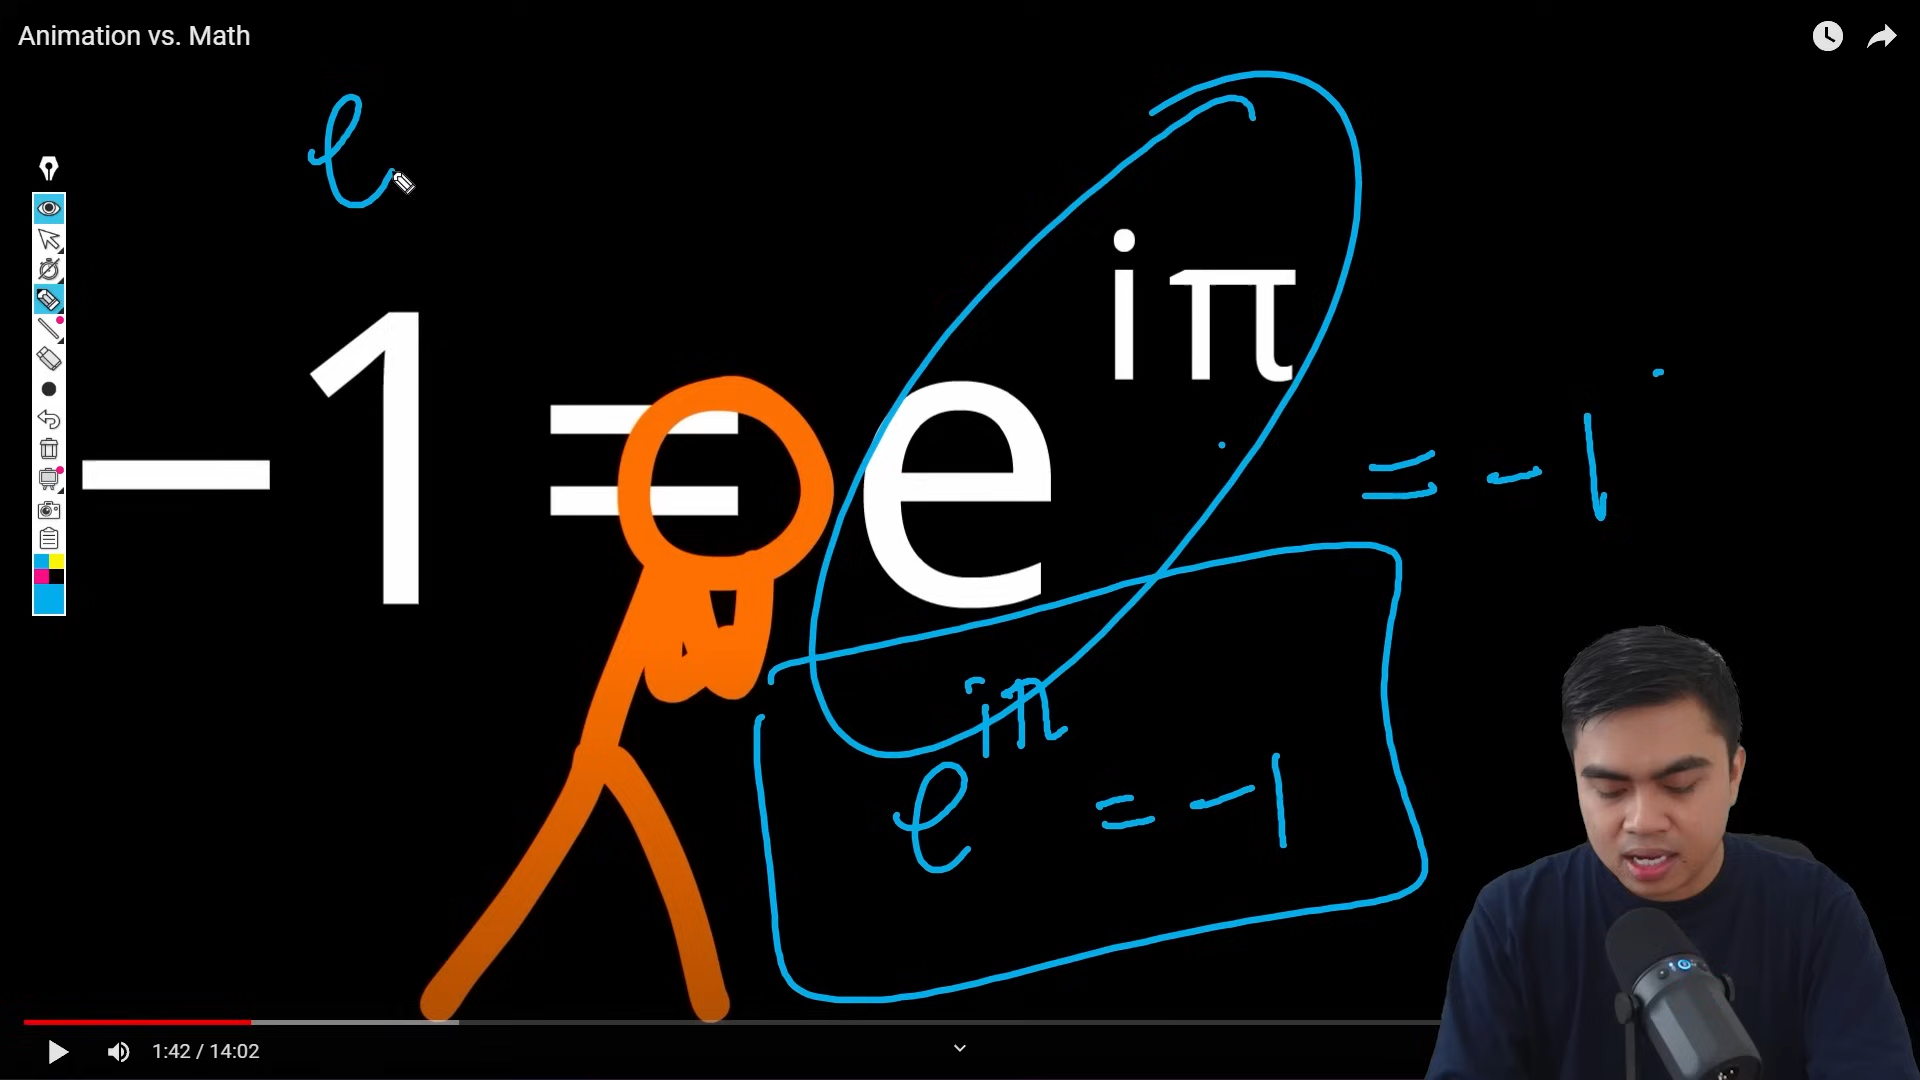 Animation vs. Math
e
−1 = e^iπ = -1
e^iπ = -1
1:42 / 14:02